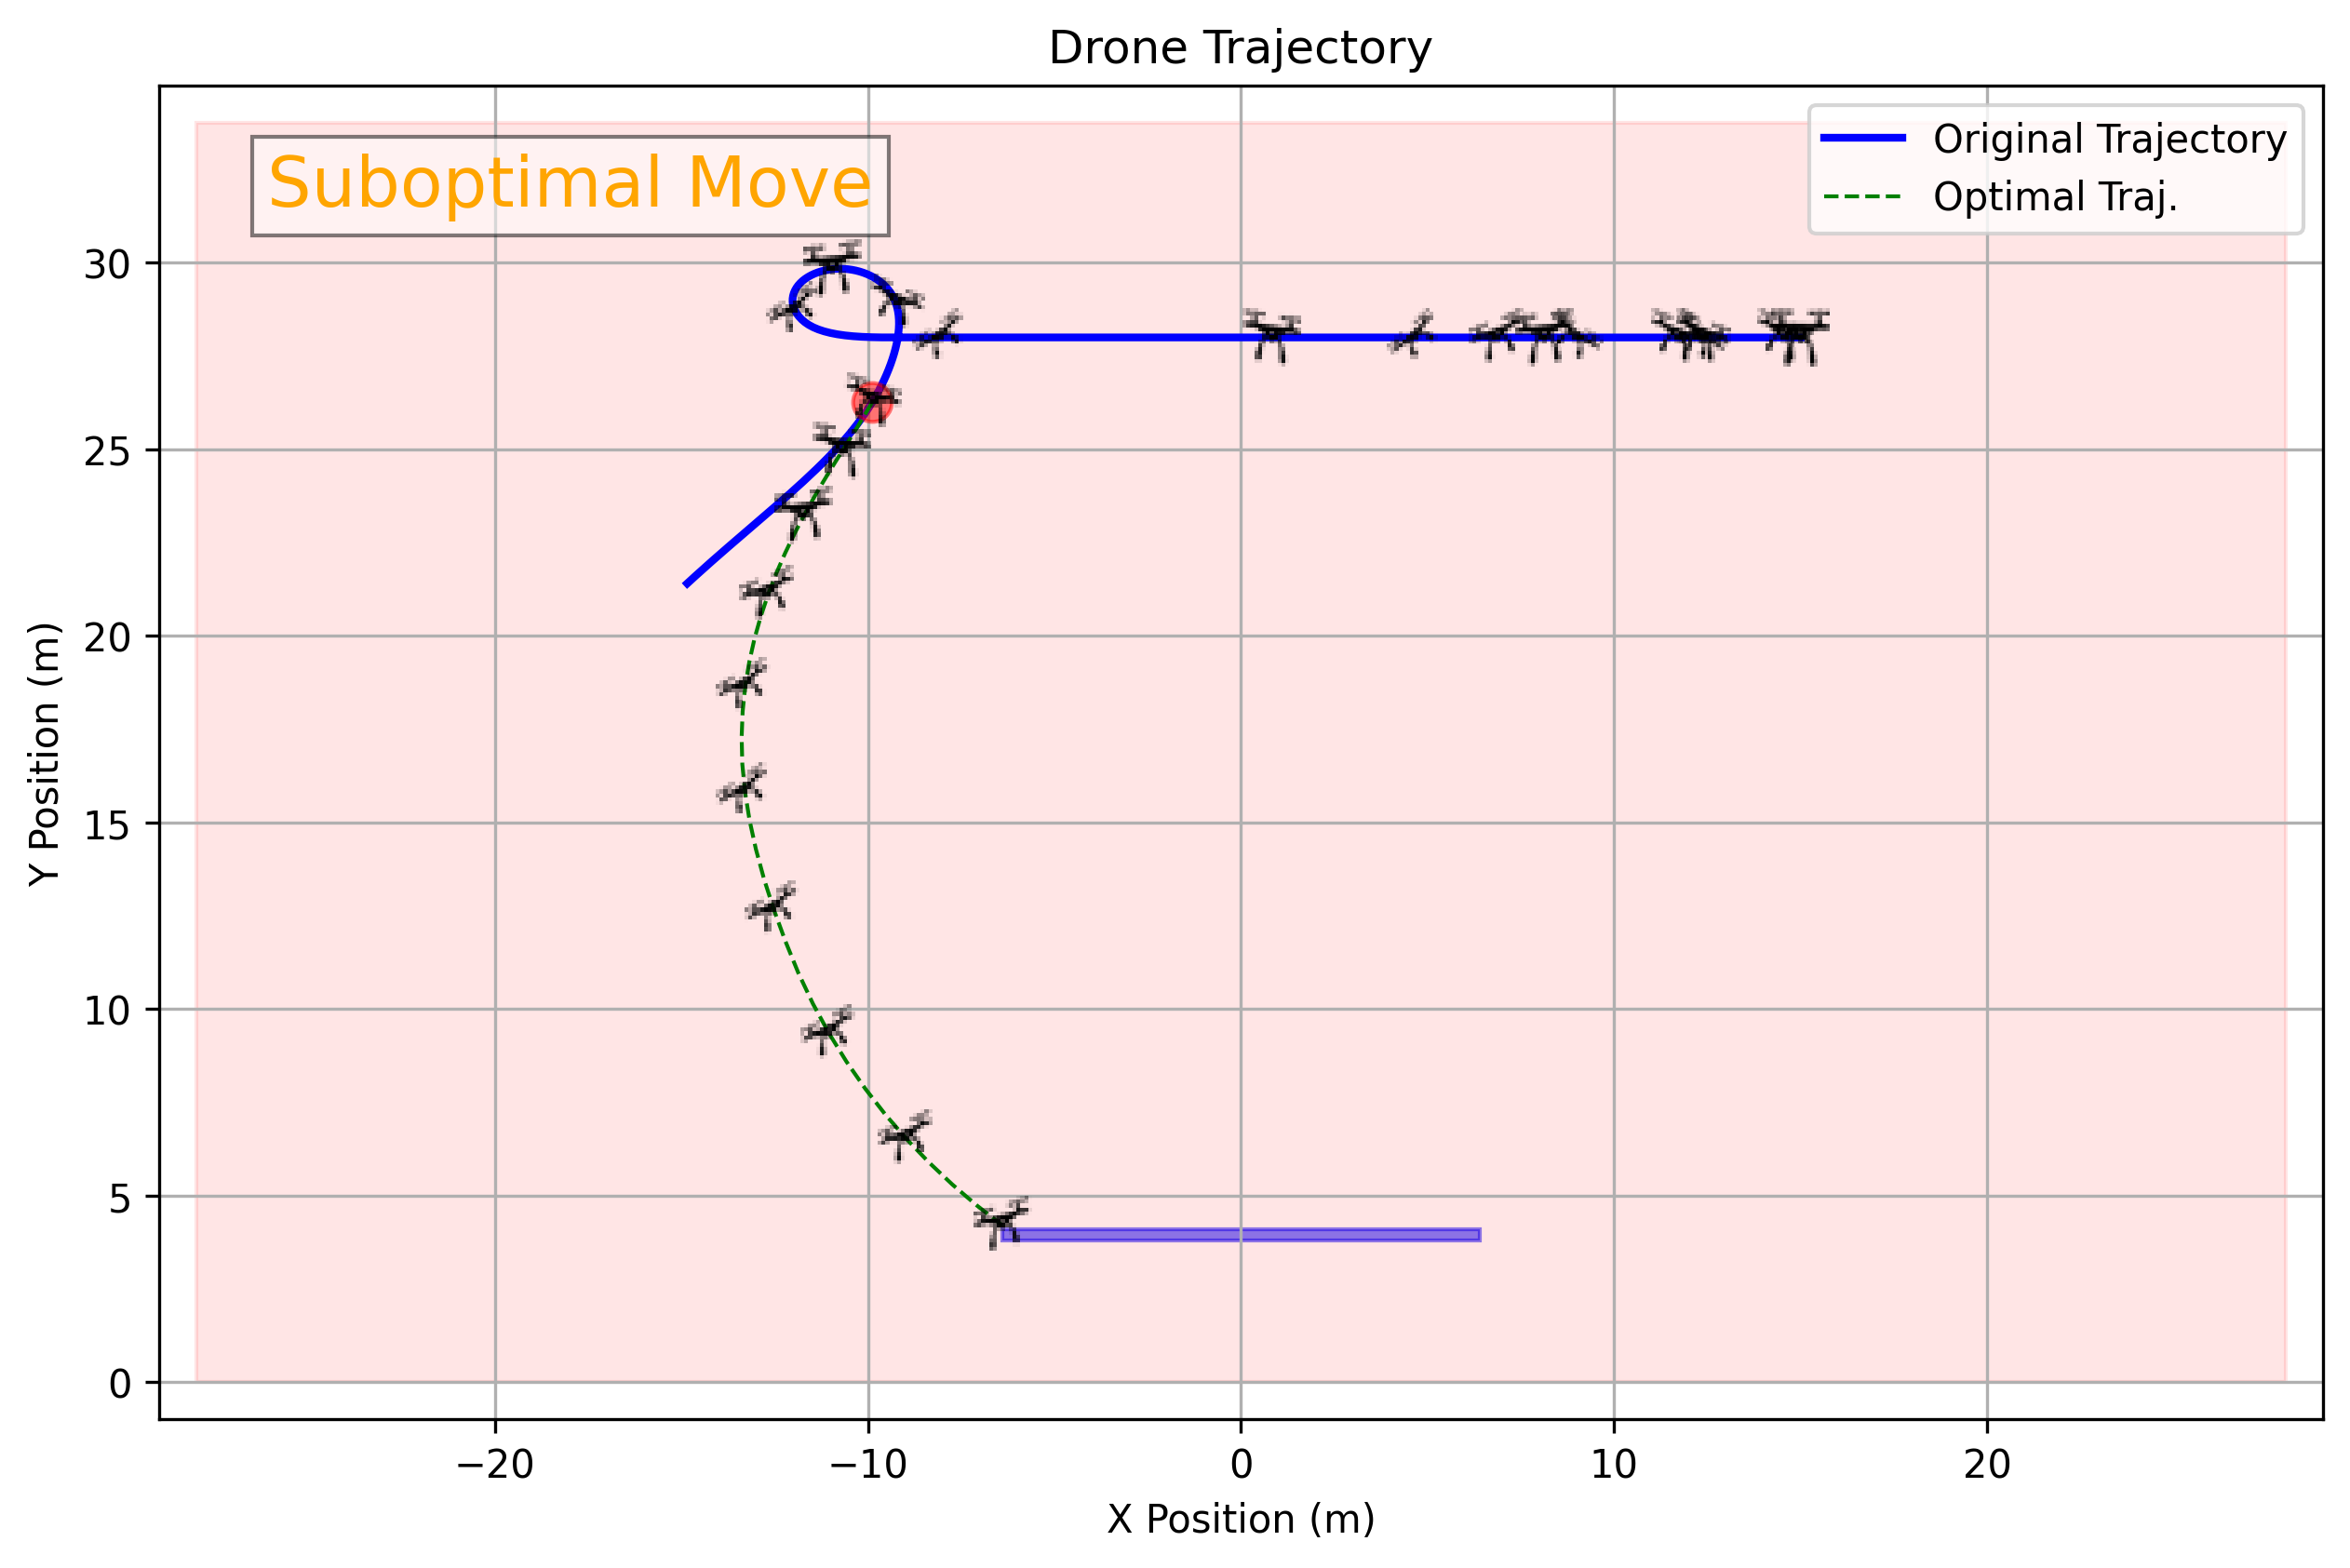 Drone Trajectory
Suboptimal Move
Original Trajectory
Optimal Traj.
Y Position (m)
30
25
20
15
10
5
0
−20
−10
0
10
20
X Position (m)